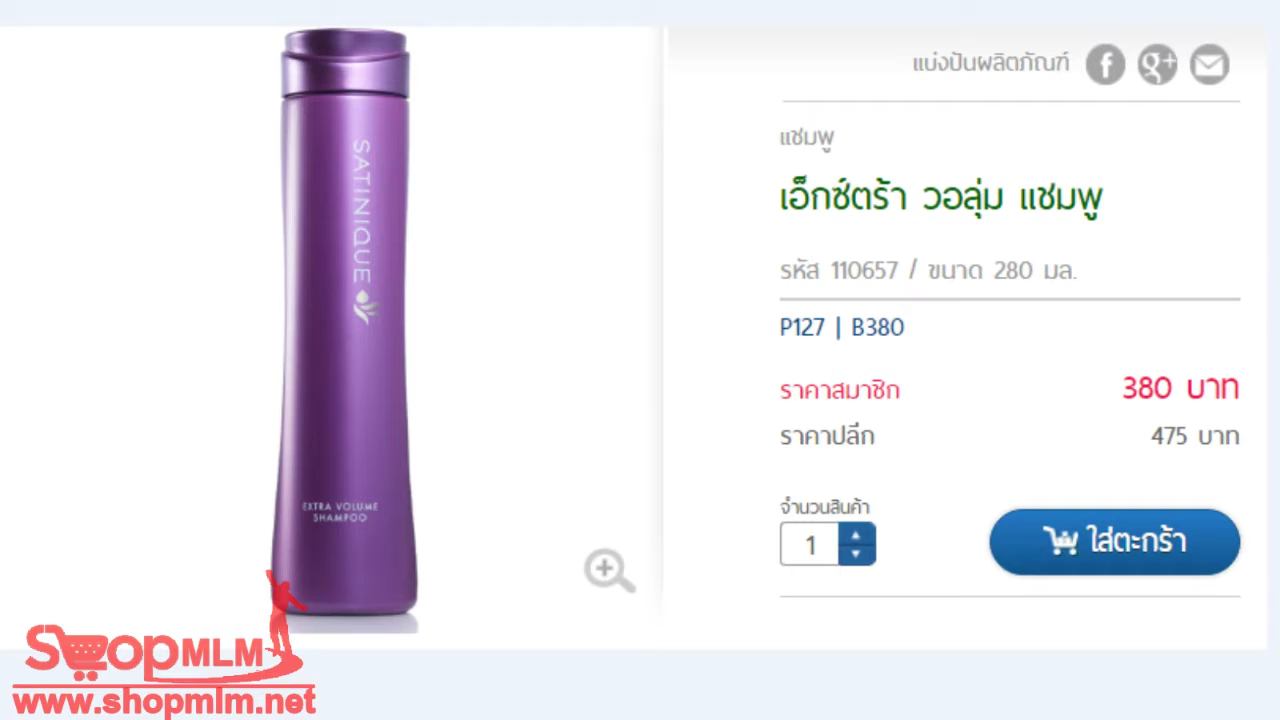 SATINIQUE
EXTRA VOLUME
SHAMPOO
แบ่งปันผลิตภัณฑ์ f g+
แชมพู
เอ็กซ์ตร้า วอลุ่ม แชมพู
รหัส 110657 / ขนาด 280 มล.
P127 | B380
ราคาสมาชิก 380 บาท
ราคาปลีก 475 บาท
จำนวนสินค้า
1
ใส่ตะกร้า
SHOPMLM
www.shopmlm.net